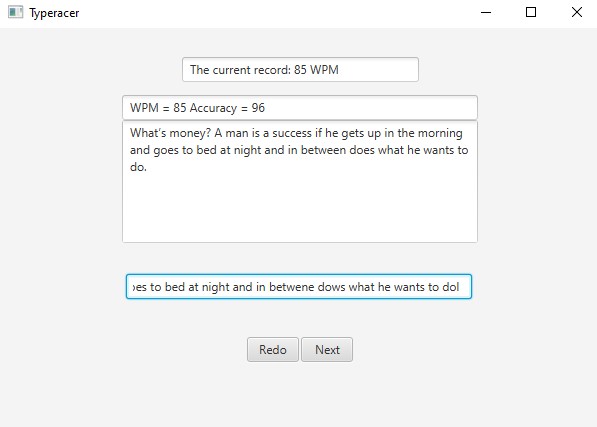 Typeracer
The current record: 85 WPM
WPM = 85 Accuracy = 96
What's money? A man is a success if he gets up in the morning
and goes to bed at night and in between does what he wants to
do.
oes to bed at night and in betwene dows what he wants to dol
Redo Next